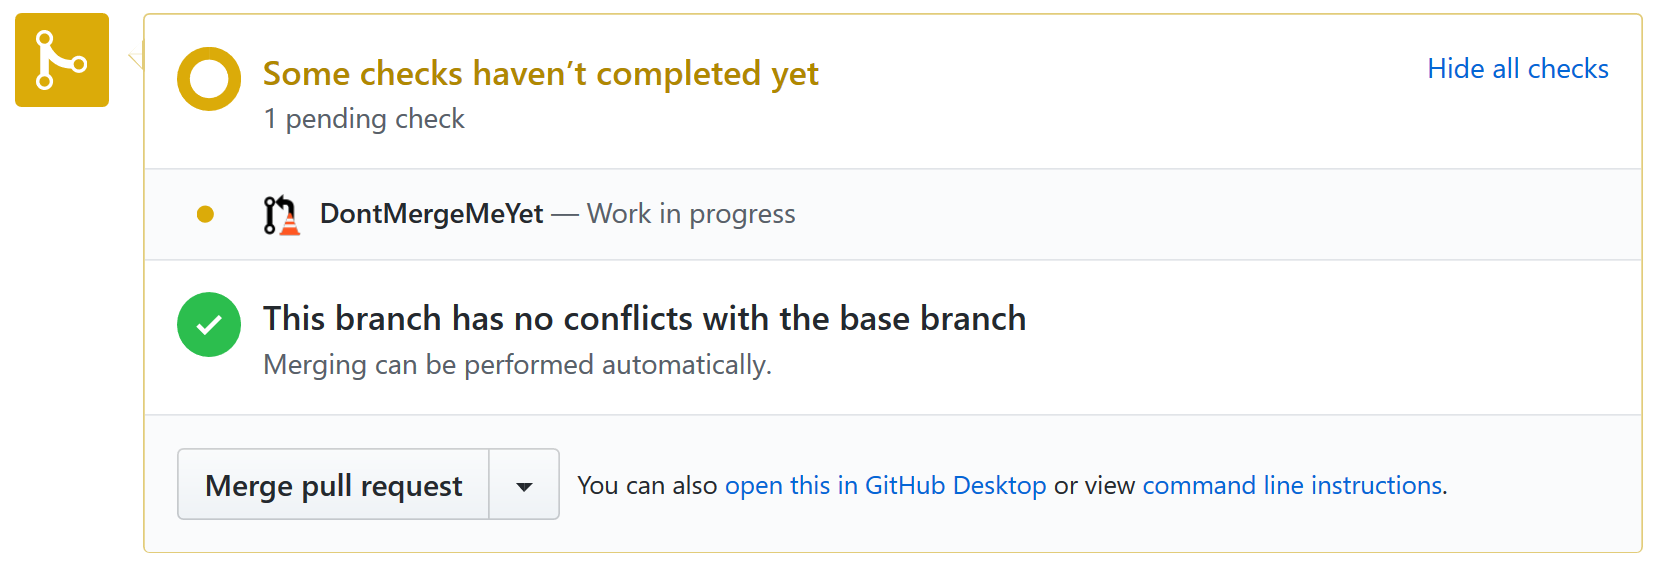 Some checks haven’t completed yet
Hide all checks
1 pending check
DontMergeMeYet — Work in progress
This branch has no conflicts with the base branch
Merging can be performed automatically.
Merge pull request
You can also open this in GitHub Desktop or view command line instructions.